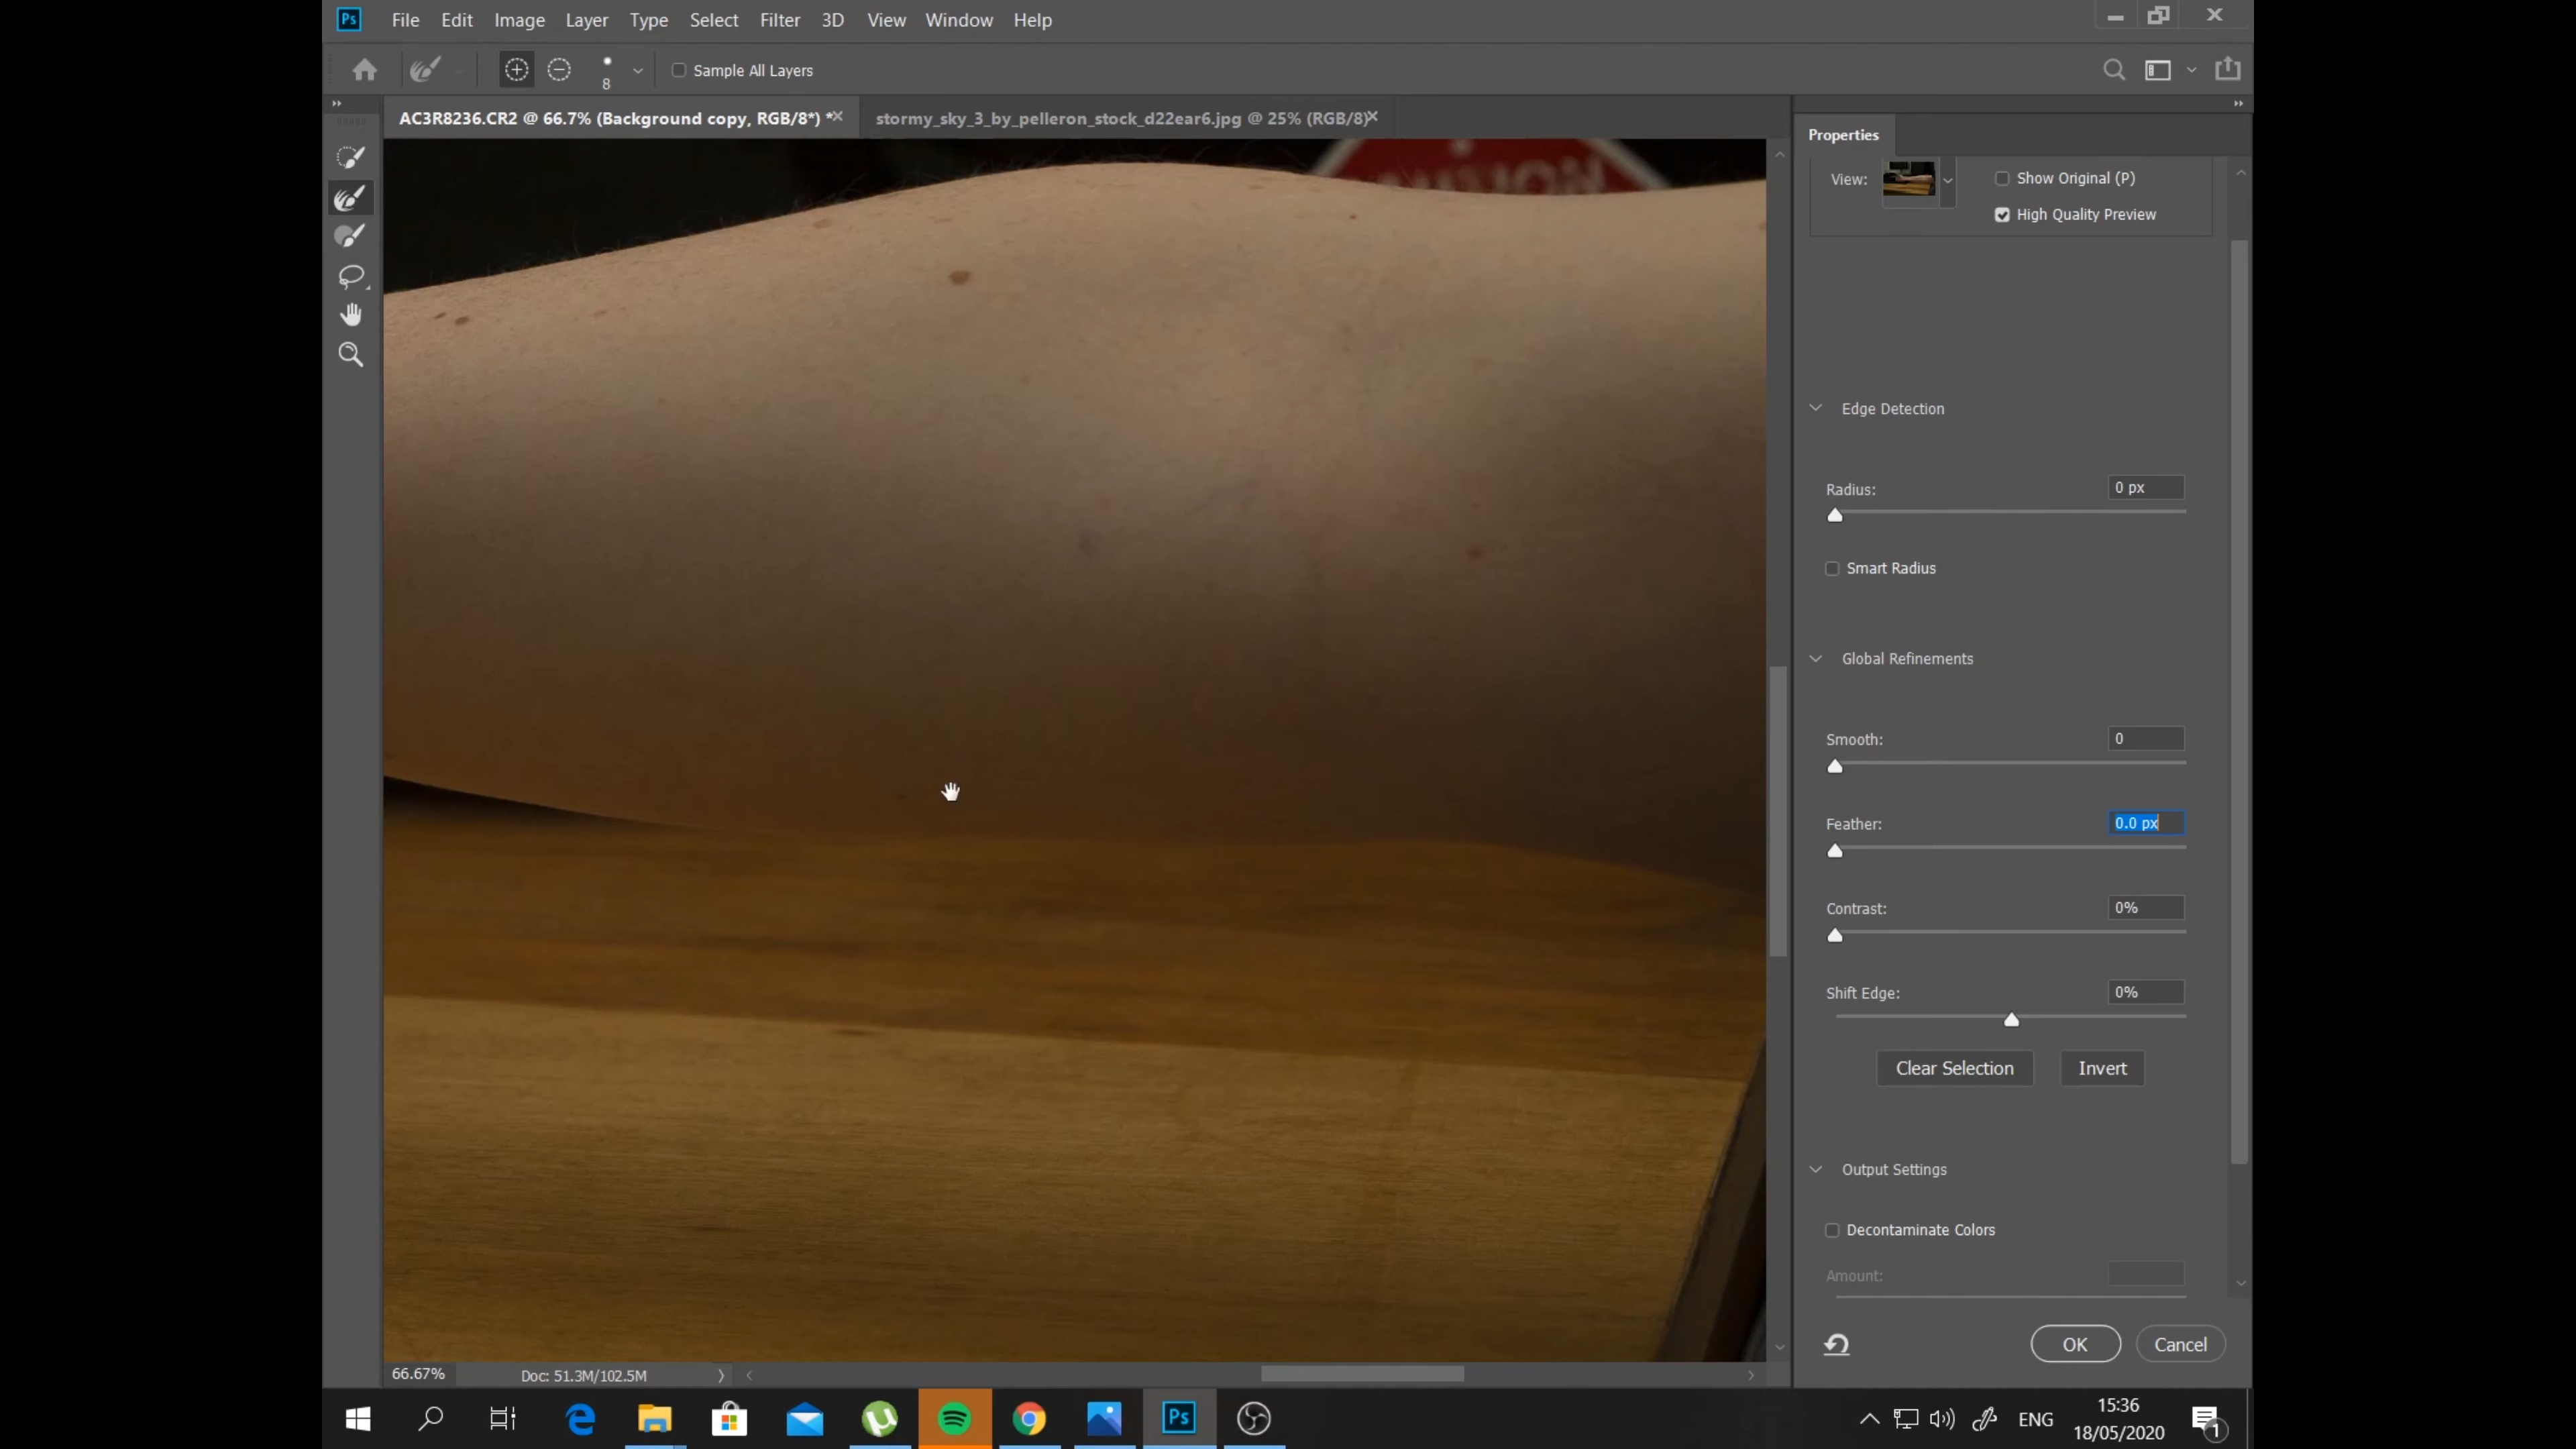 Ps File Edit Image Layer Type Select Filter 3D View Window Help
8 Sample All Layers
AC3R8236.CR2 @ 66.7% (Background copy, RGB/8*) * stormy_sky_3_by_pelleron_stock_d22ear6.jpg @ 25% (RGB/8)
Properties
View: Show Original (P)
High Quality Preview
Edge Detection
Radius: 0 px
Smart Radius
Global Refinements
Smooth: 0
Feather: 0.0 px
Contrast: 0%
Shift Edge: 0%
Clear Selection Invert
Output Settings
Decontaminate Colors
Amount:
OK Cancel
66.67% Doc: 51.3M/102.5M
Ps ENG 15:36
18/05/2020 1